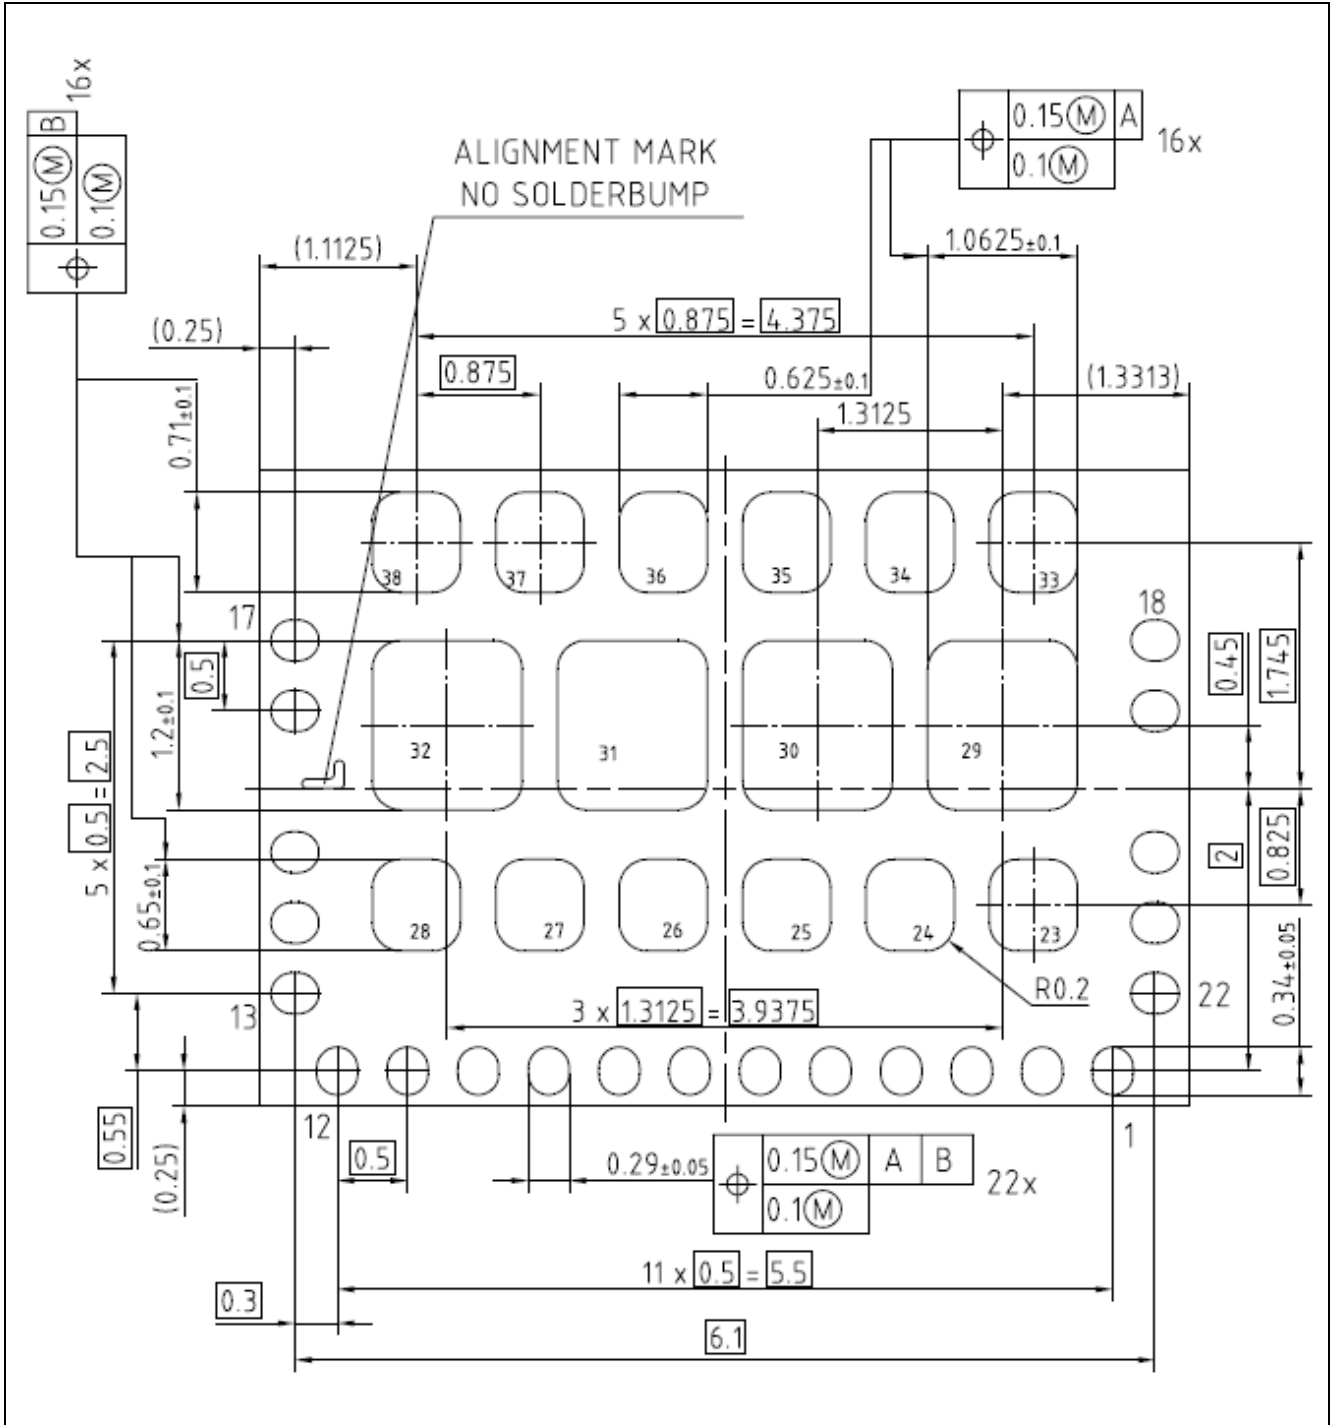 16x
B
0.15Ⓜ
0.1Ⓜ
0.15Ⓜ A
0.1Ⓜ
16x
ALIGNMENT MARK
NO SOLDERBUMP
(1.1125)
1.0625±0.1
5 x 0.875 = 4.375
(0.25)
0.875
0.625±0.1
(1.3313)
1.3125
0.71±0.1
38 37 36 35 34 33
17
18
0.5
0.45
1.745
1.2±0.1
32 31 30 29
5 x 0.5 = 2.5
2
0.825
0.65±0.1
28 27 26 25 24 23
0.34±0.05
R0.2
13
22
3 x 1.3125 = 3.9375
12
1
0.55
(0.25)
0.5
0.29±0.05
0.15Ⓜ A B
0.1Ⓜ
22x
11 x 0.5 = 5.5
0.3
6.1